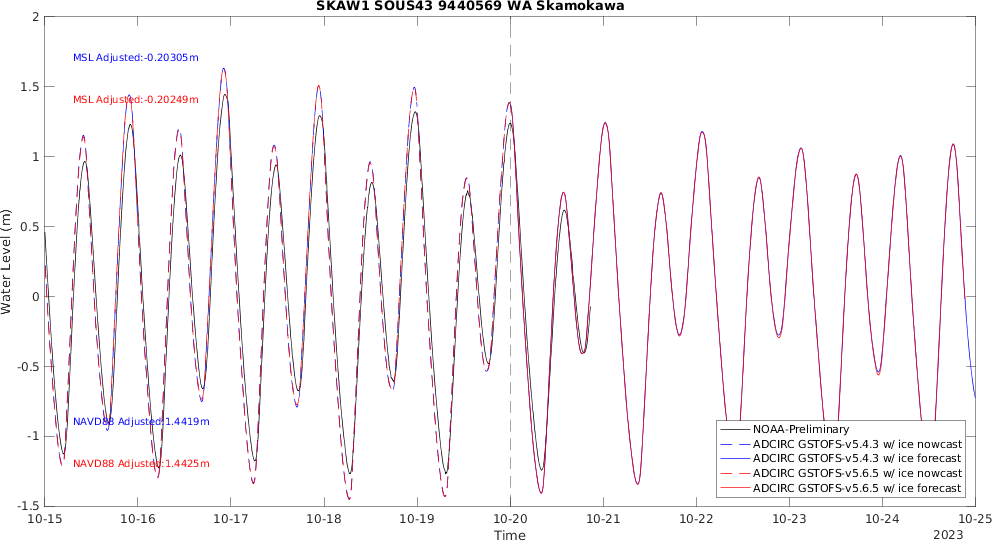 SKAW1 SOUS43 9440569 WA Skamokawa
2
1.5
1
0.5
0
-0.5
-1
-1.5
Water Level (m)
MSL Adjusted:-0.20305m
MSL Adjusted:-0.20249m
NAVD88 Adjusted:1.4419m
NAVD88 Adjusted:1.4425m
NOAA-Preliminary
ADCIRC GSTOFS-v5.4.3 w/ ice nowcast
ADCIRC GSTOFS-v5.4.3 w/ ice forecast
ADCIRC GSTOFS-v5.6.5 w/ ice nowcast
ADCIRC GSTOFS-v5.6.5 w/ ice forecast
10-15 10-16 10-17 10-18 10-19 10-20 10-21 10-22 10-23 10-24 10-25
Time
2023